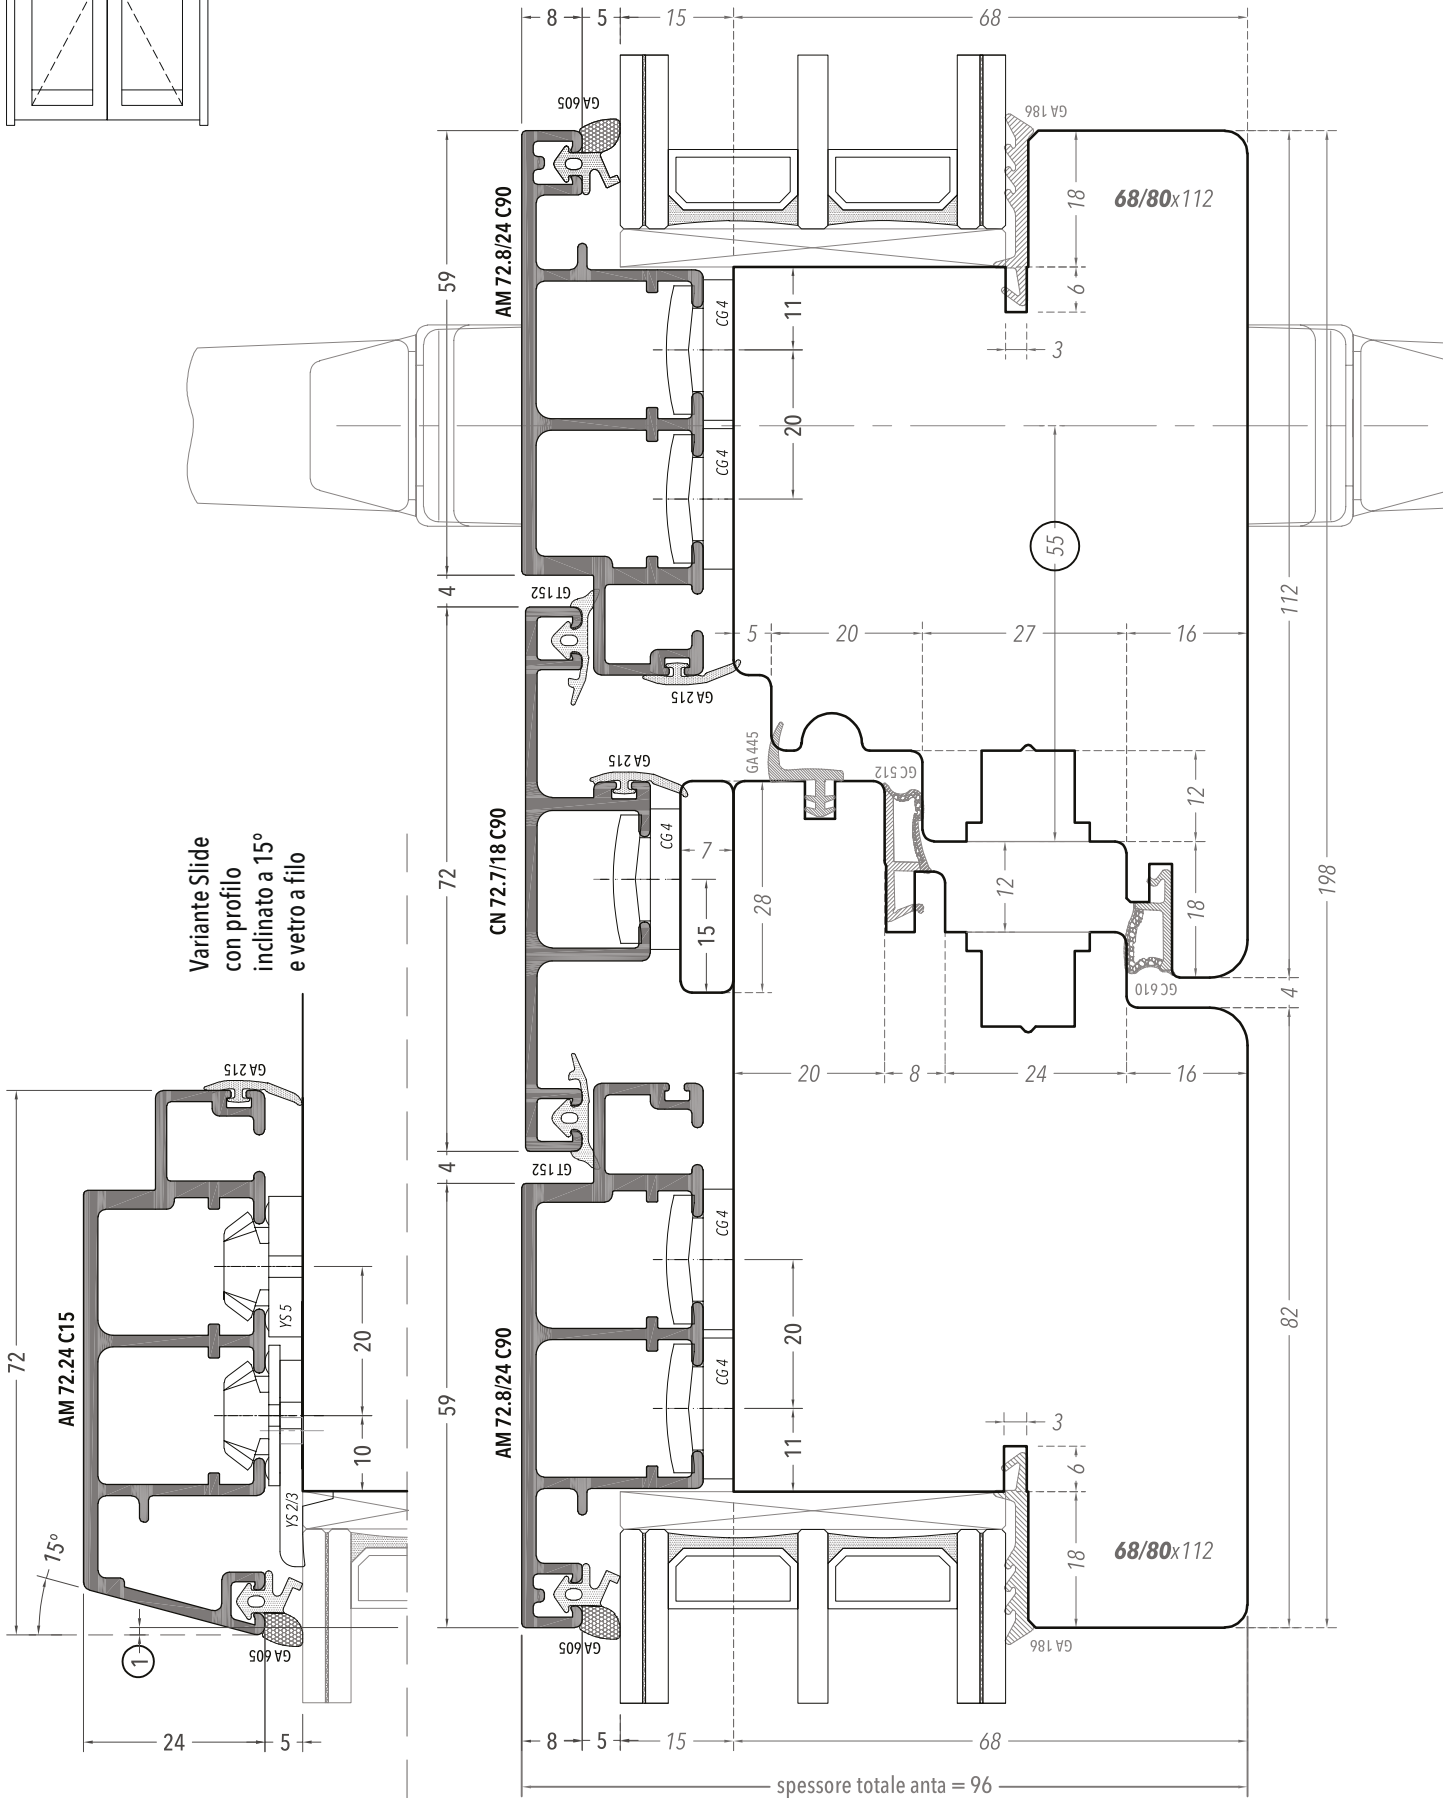 8
5
15
68
GA 605
GA 186
AM 72.8/24 C90
59
18
68/80x112
CG 4
11
6
3
20
CG 4
55
4
GT 152
112
5
20
27
16
GA 215
GA 445
GA 215
GC 512
12
CN 72.7/18 C90
72
CG 4
7
28
15
12
18
198
Variante Slide
con profilo
inclinato a 15º
e vetro a filo
GC 610
4
20
8
24
16
GA 215
4
GT 152
CG 4
72
AM 72.24 C15
YS 5
20
10
YS 2/3
15º
1
GA 605
24
5
59
AM 72.8/24 C90
CG 4
20
11
82
3
6
18
68/80x112
GA 605
GA 186
8
5
15
68
spessore totale anta = 96